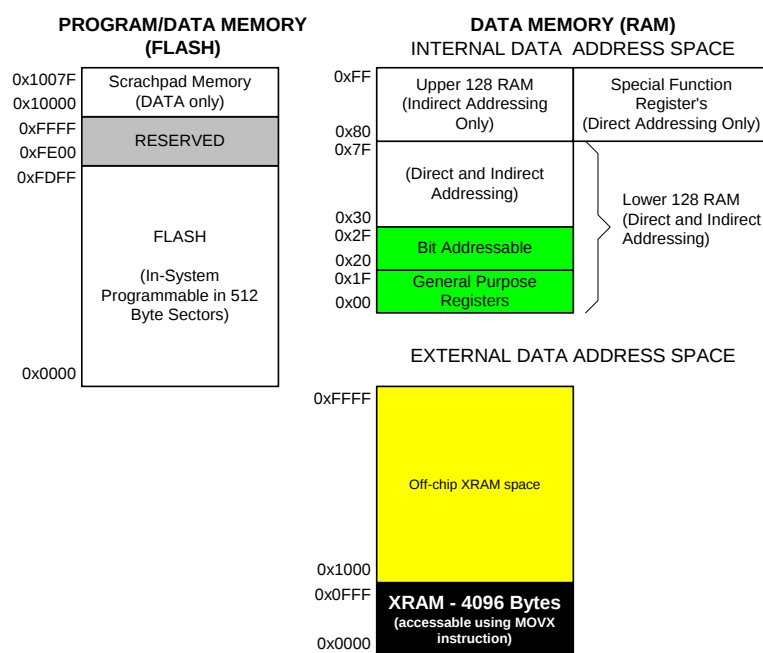 PROGRAM/DATA MEMORY
(FLASH)
0x1007F
Scrachpad Memory
(DATA only)
0x10000
0xFFFF
RESERVED
0xFE00
0xFDFF
FLASH
(In-System
Programmable in 512
Byte Sectors)
0x0000
DATA MEMORY (RAM)
INTERNAL DATA ADDRESS SPACE
0xFF
Upper 128 RAM
(Indirect Addressing
Only)
Special Function
Register's
(Direct Addressing Only)
0x80
0x7F
(Direct and Indirect
Addressing)
Lower 128 RAM
(Direct and Indirect
Addressing)
0x30
0x2F
Bit Addressable
0x20
0x1F
General Purpose
Registers
0x00
EXTERNAL DATA ADDRESS SPACE
0xFFFF
Off-chip XRAM space
0x1000
0x0FFF
XRAM - 4096 Bytes
(accessable using MOVX
instruction)
0x0000